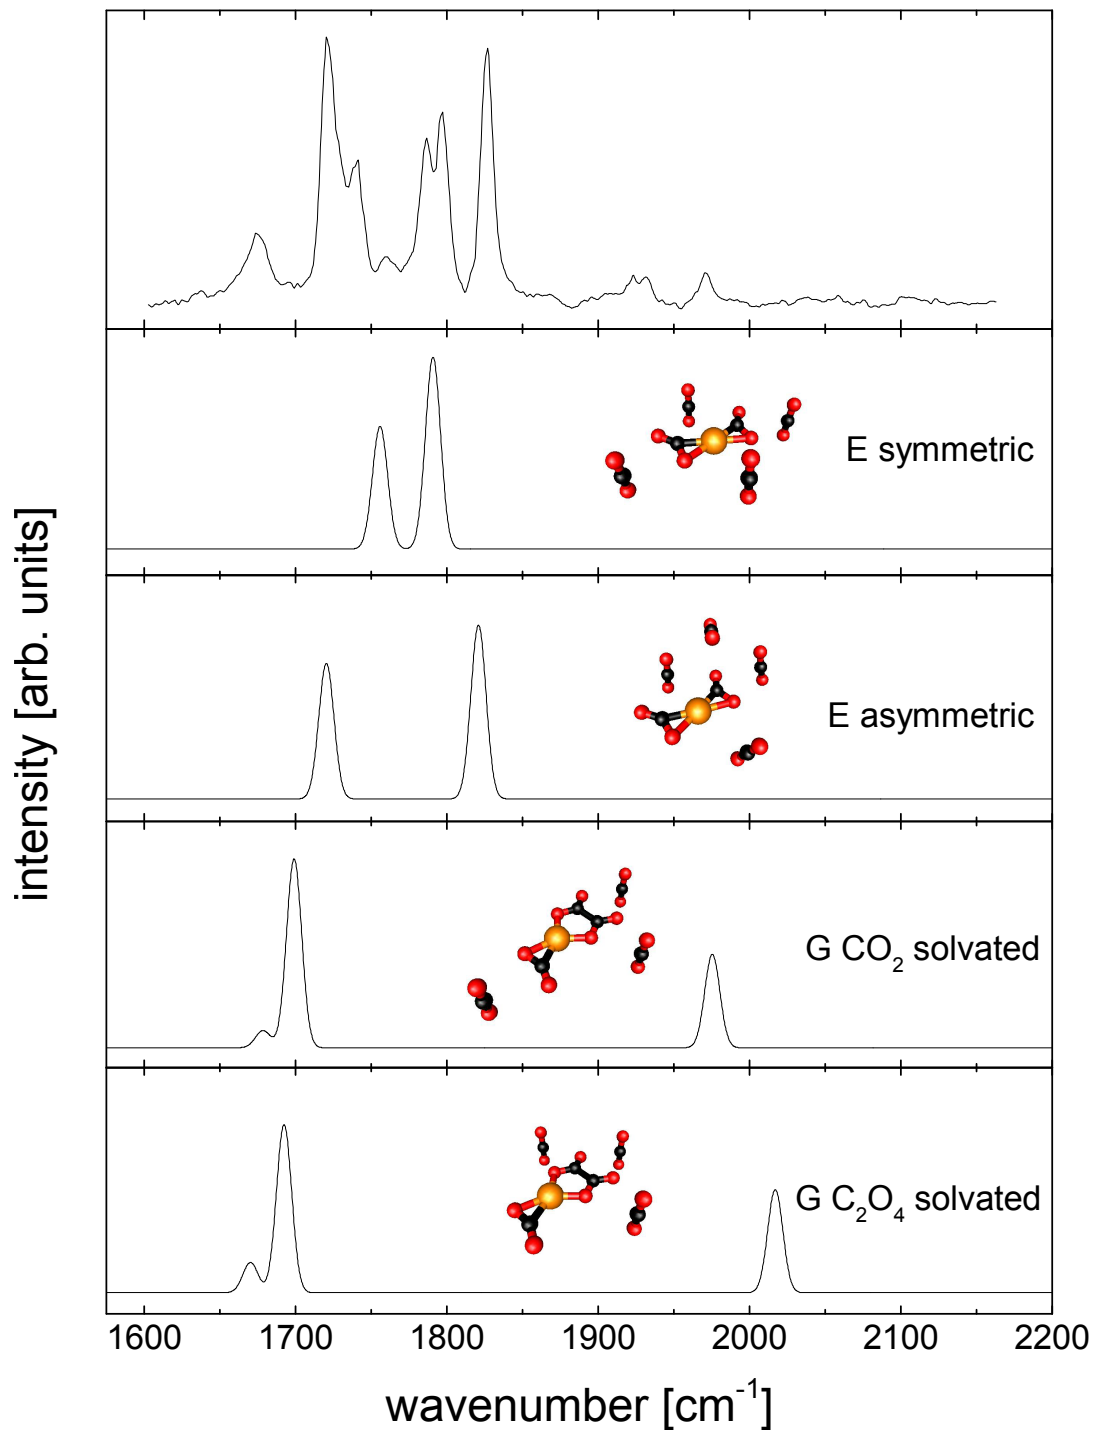 intensity [arb. units]
E symmetric
E asymmetric
G CO₂ solvated
G C₂O₄ solvated
1600 1700 1800 1900 2000 2100 2200
wavenumber [cm⁻¹]